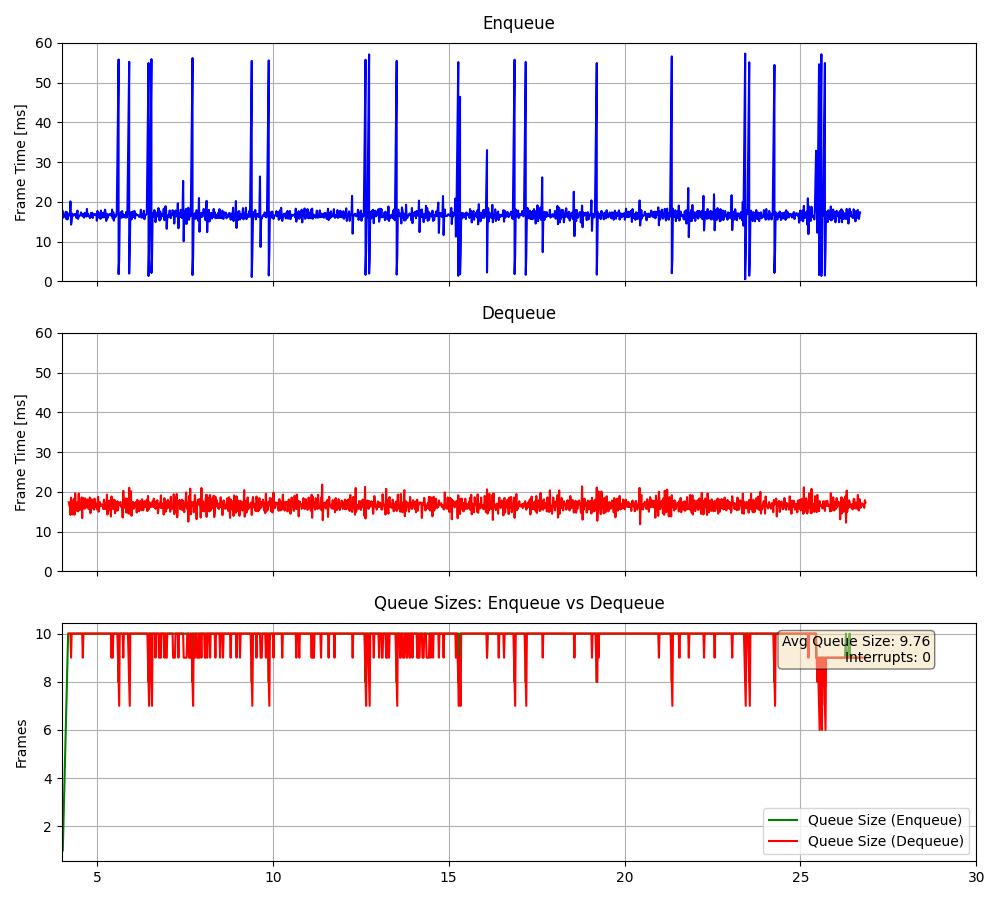 Enqueue
Frame Time [ms]
60
50
40
30
20
10
0
Dequeue
Frame Time [ms]
60
50
40
30
20
10
0
Queue Sizes: Enqueue vs Dequeue
Frames
10
8
6
4
2
Avg Queue Size: 9.76
Interrupts: 0
Queue Size (Enqueue)
Queue Size (Dequeue)
5 10 15 20 25 30